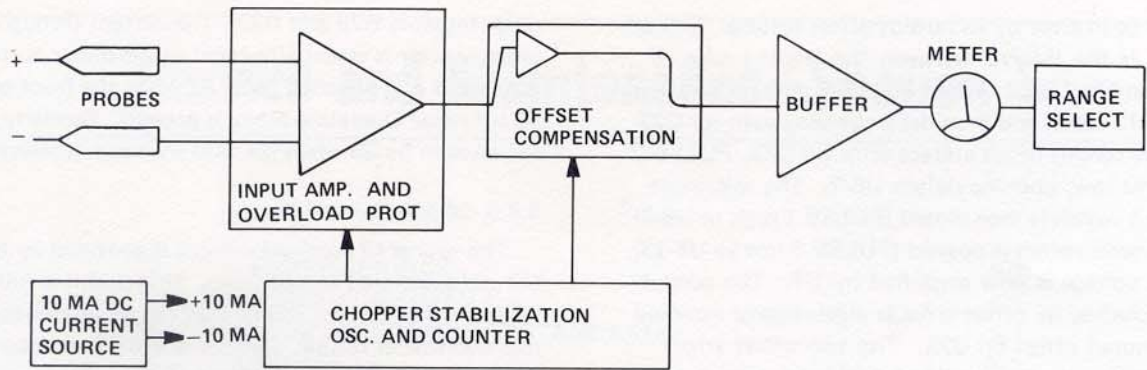 +
PROBES
−
INPUT AMP. AND
OVERLOAD PROT
OFFSET
COMPENSATION
BUFFER
METER
RANGE
SELECT
10 MA DC
CURRENT
SOURCE
+10 MA
−10 MA
CHOPPER STABILIZATION
OSC. AND COUNTER